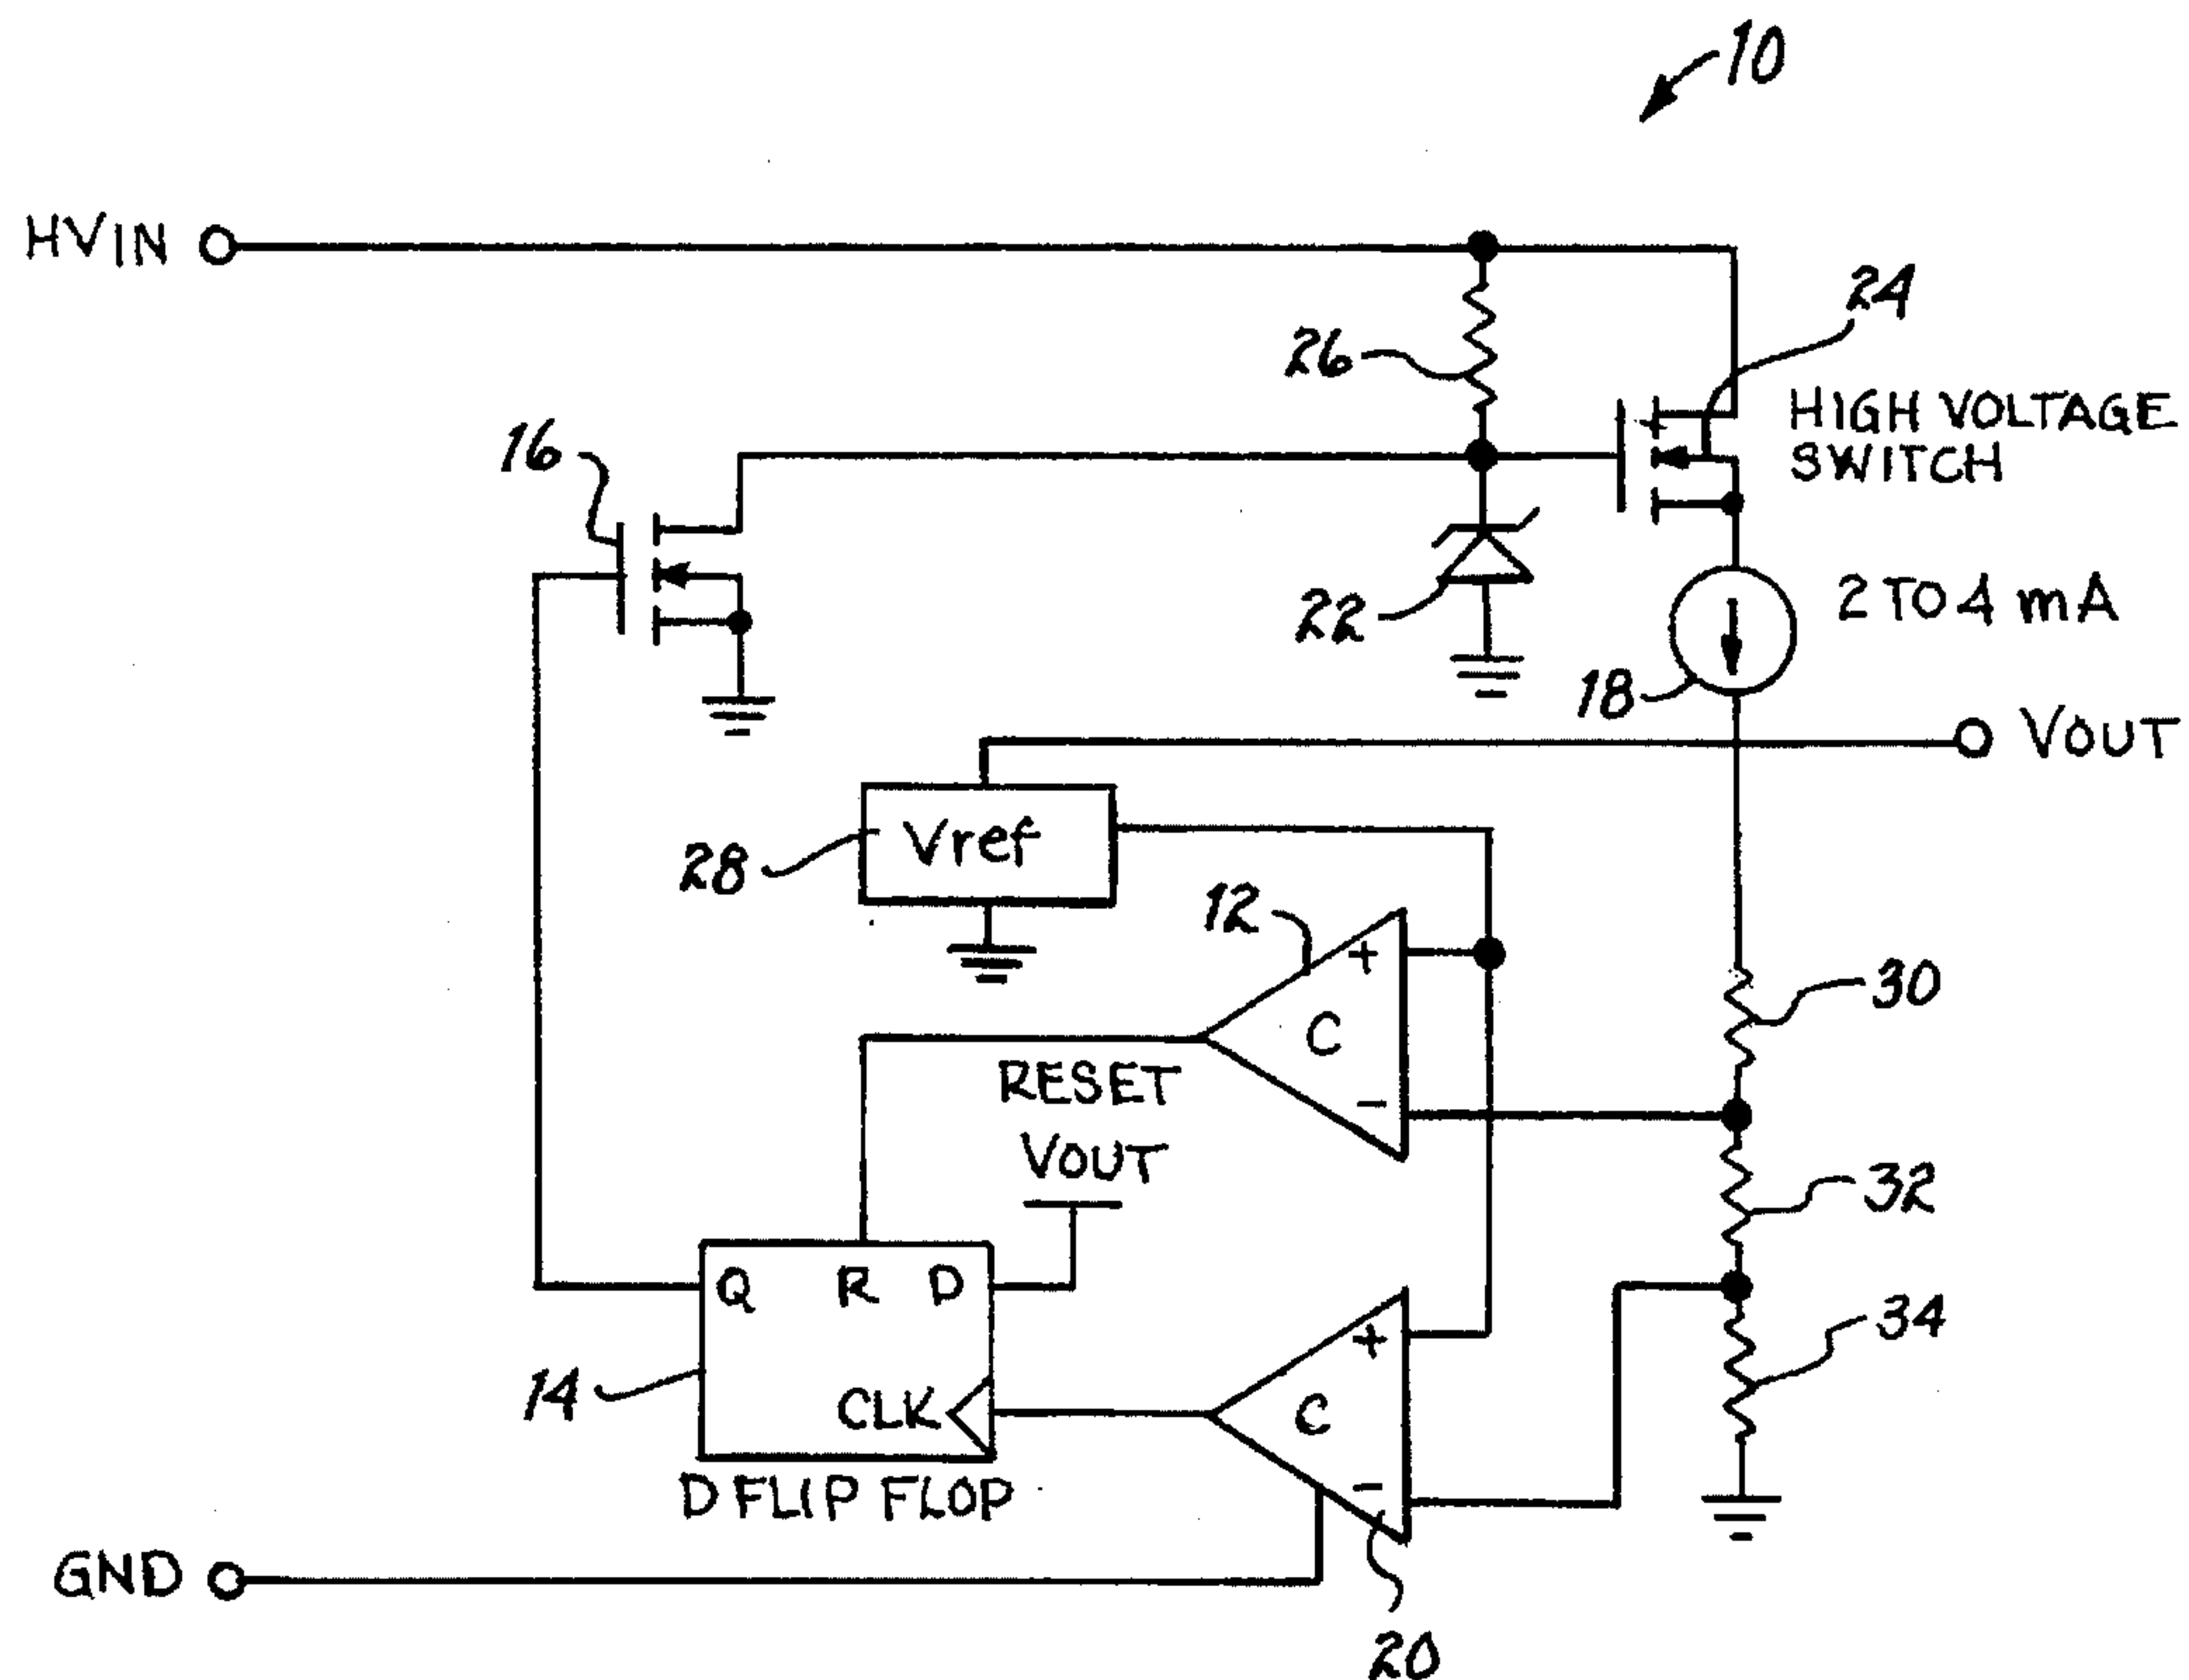 10
HVIN
24
26
HIGH VOLTAGE
SWITCH
16
22
2 TO 4 mA
18
VOUT
Vref
28
12
+
30
C
RESET
-
VOUT
32
Q R D
+
34
14
CLK
C
-
D FLIP FLOP
GND
20